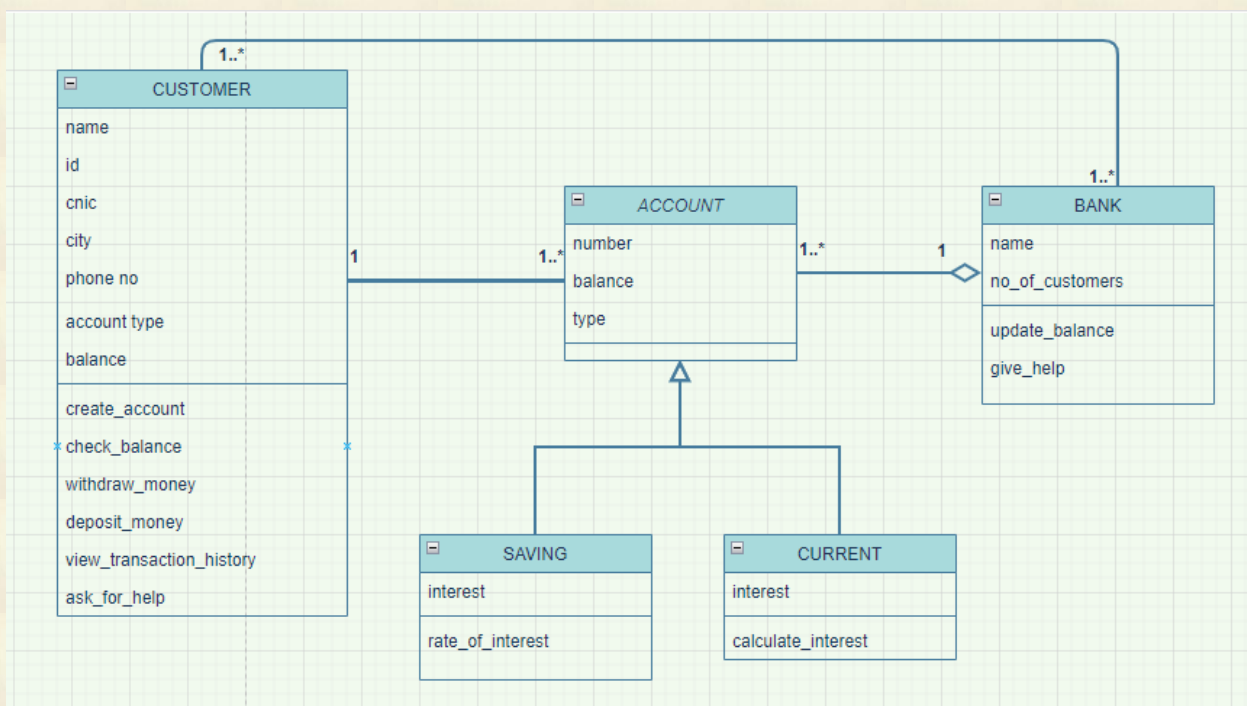 1..*
CUSTOMER
name
id
cnic
city
phone no
account type
balance
create_account
check_balance
withdraw_money
deposit_money
view_transaction_history
ask_for_help
1
1..*
ACCOUNT
number
balance
type
1..*
1
1..*
BANK
name
no_of_customers
update_balance
give_help
SAVING
interest
rate_of_interest
CURRENT
interest
calculate_interest